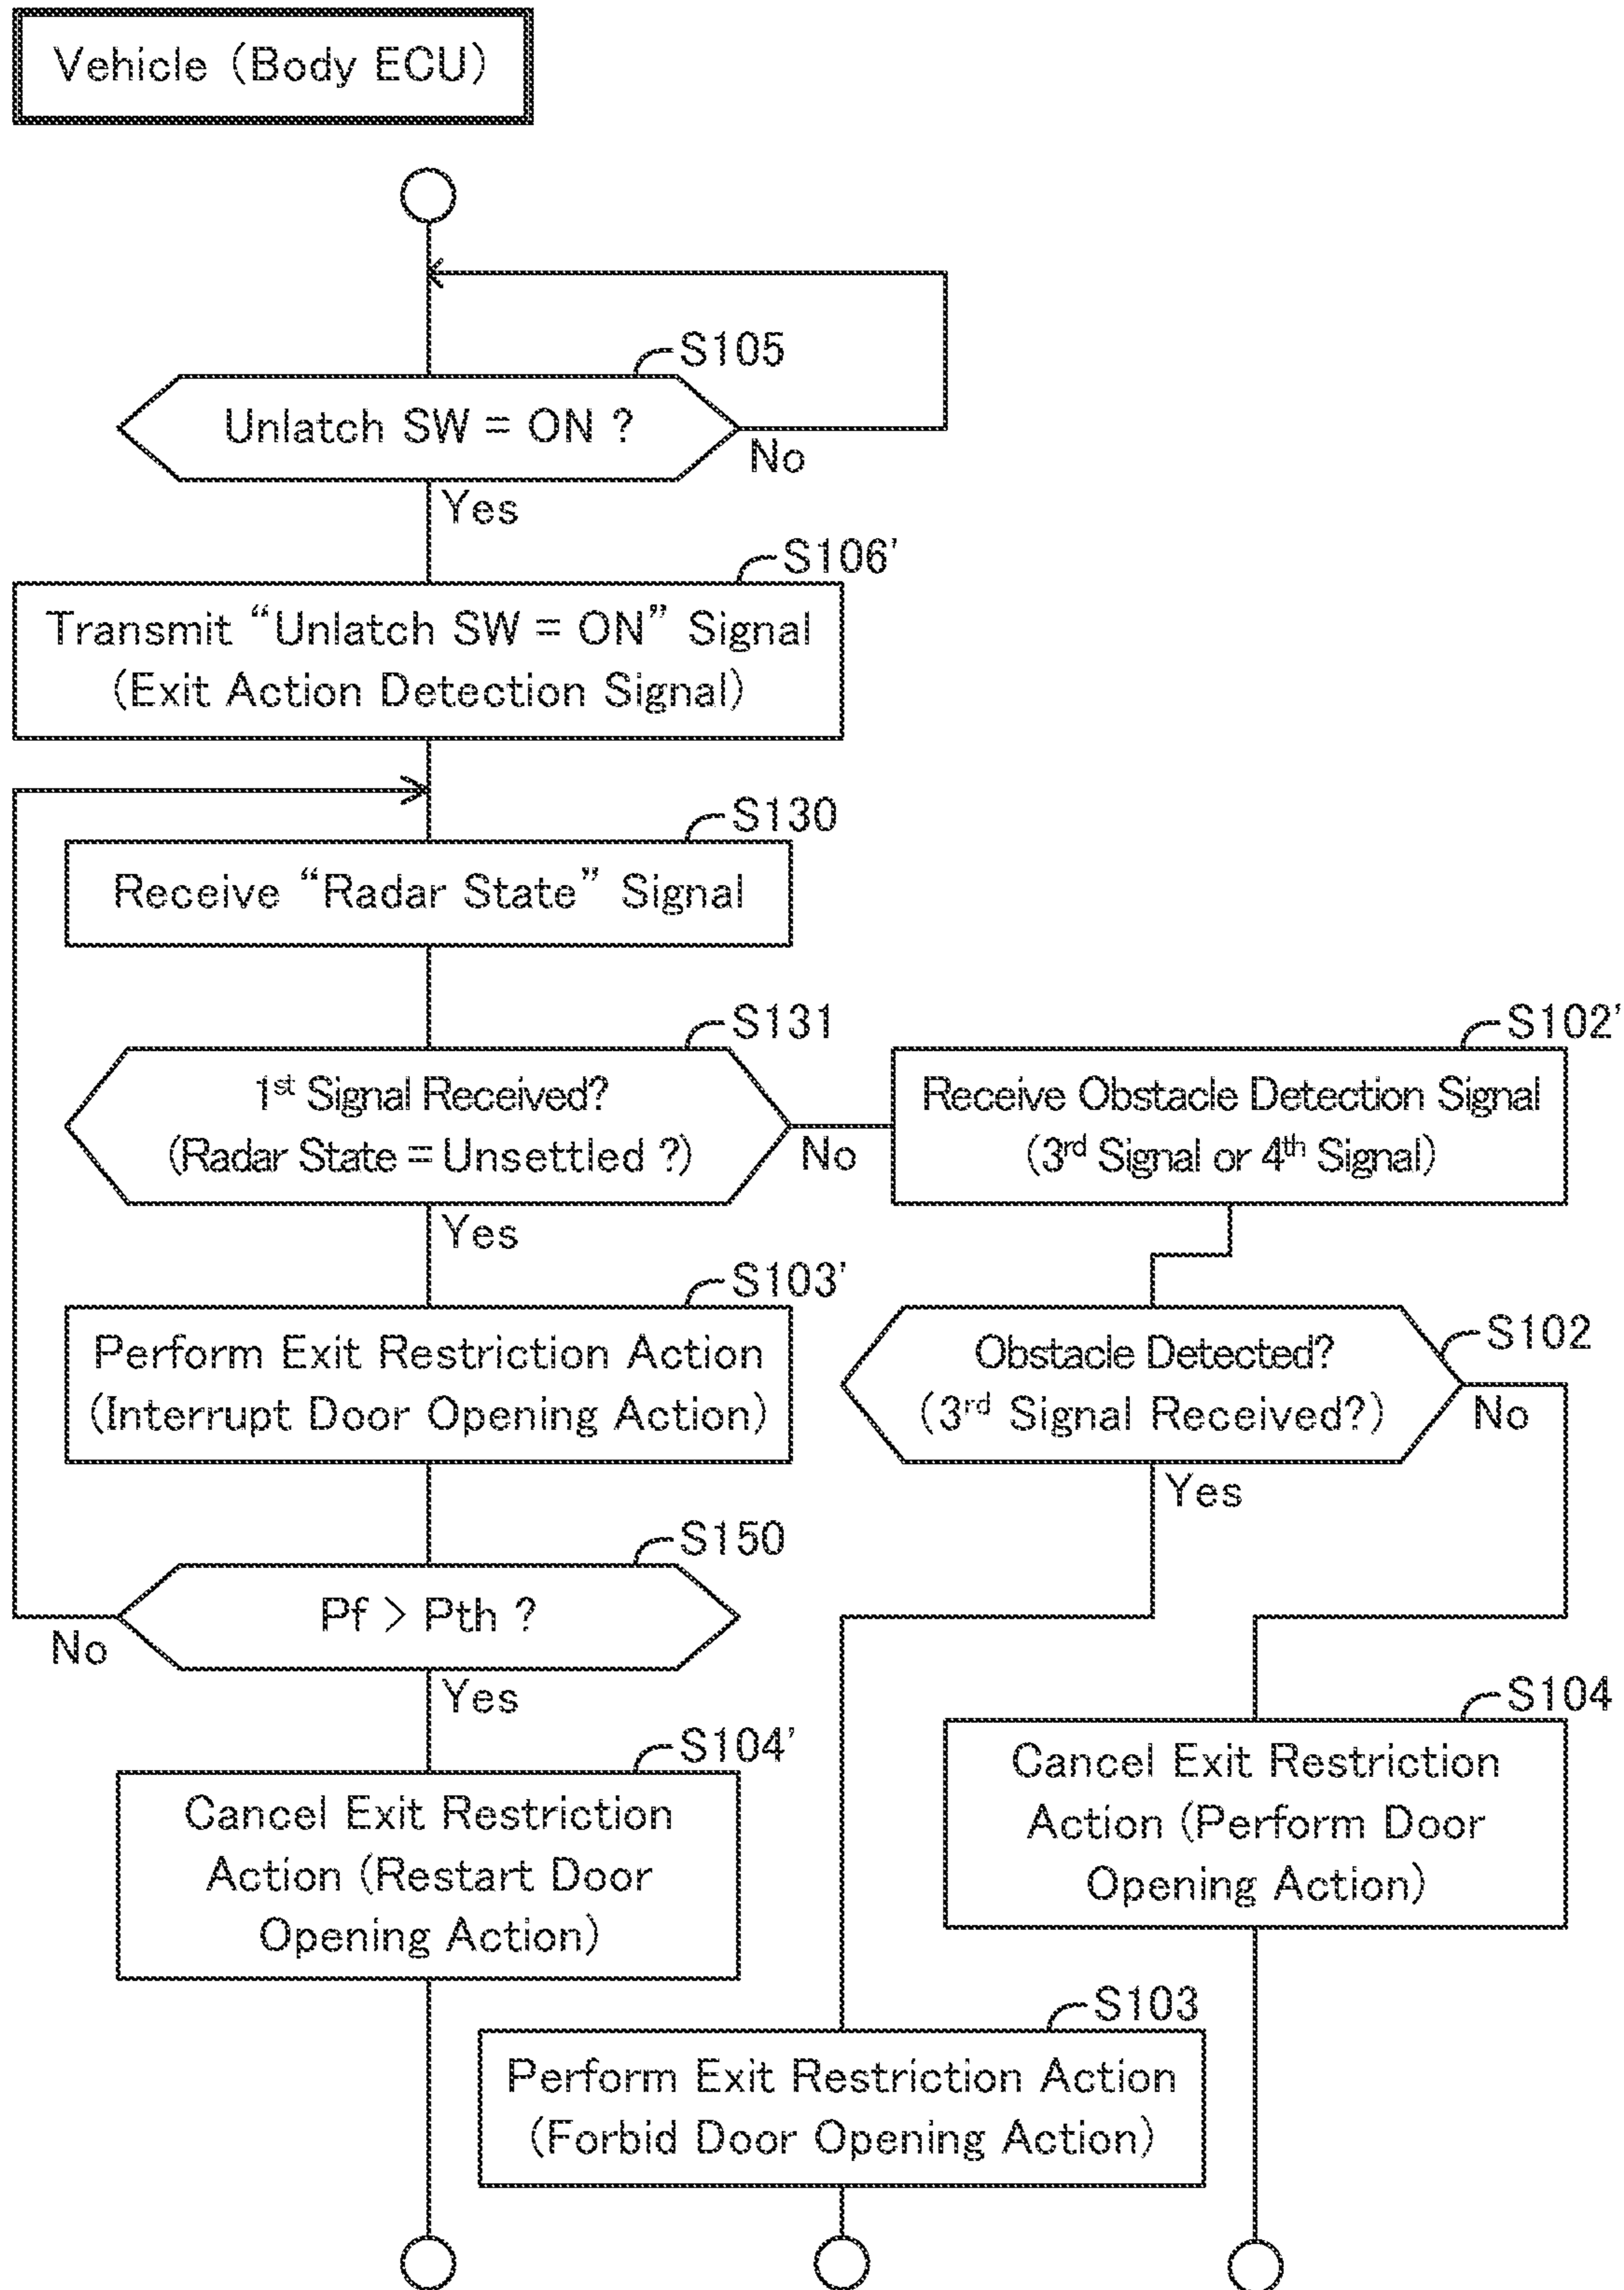 Vehicle (Body ECU)
S105
Unlatch SW = ON ?
No
Yes
S106'
Transmit “Unlatch SW = ON” Signal
(Exit Action Detection Signal)
S130
Receive “Radar State” Signal
S131
1st Signal Received?
(Radar State = Unsettled ?)
No
Yes
S102'
Receive Obstacle Detection Signal
(3rd Signal or 4th Signal)
S103'
Perform Exit Restriction Action
(Interrupt Door Opening Action)
S102
Obstacle Detected?
(3rd Signal Received?)
No
Yes
S150
Pf > Pth ?
No
Yes
S104'
Cancel Exit Restriction
Action (Restart Door
Opening Action)
S104
Cancel Exit Restriction
Action (Perform Door
Opening Action)
S103
Perform Exit Restriction Action
(Forbid Door Opening Action)